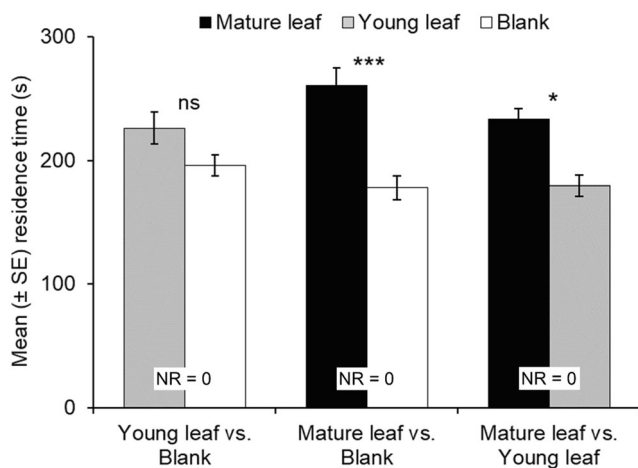 Mature leaf Young leaf Blank
300
200
100
0
Mean (± SE) residence time (s)
ns
***
*
NR = 0
NR = 0
NR = 0
Young leaf vs.
Blank
Mature leaf vs.
Blank
Mature leaf vs.
Young leaf